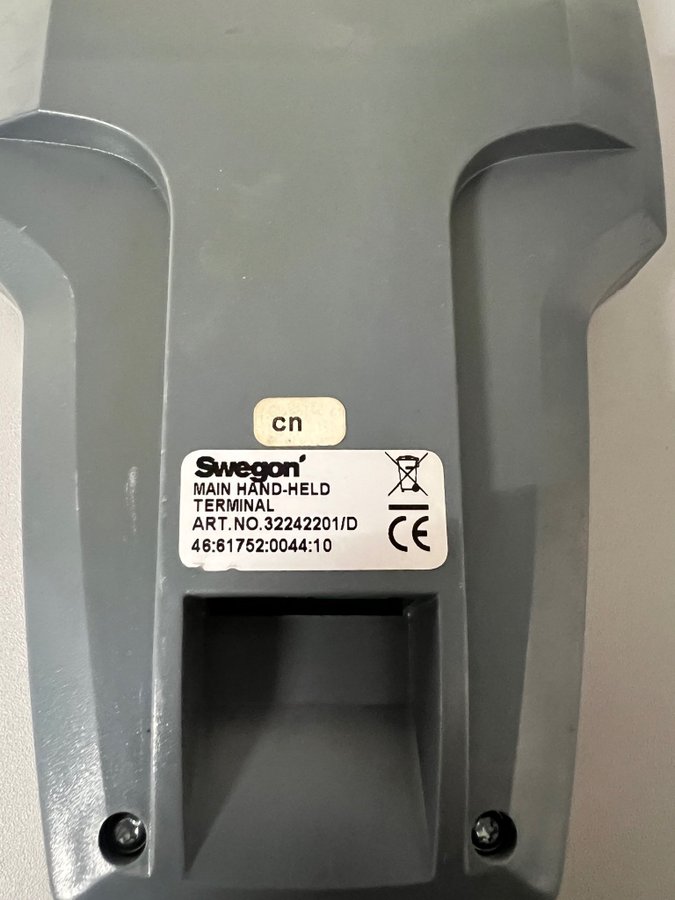 cn
Swegon
MAIN HAND-HELD
TERMINAL
ART.NO.32242201/D
46:61752:0044:10
CE